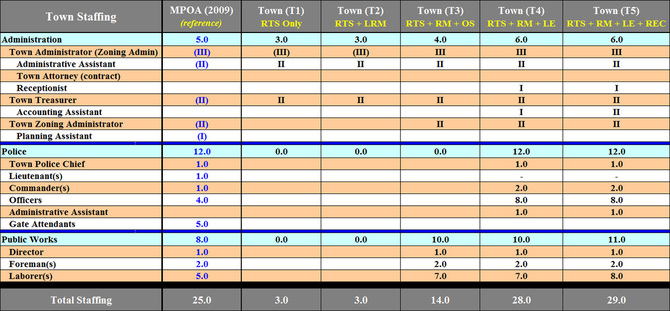 Town Staffing MPOA (2009) Town (T1) Town (T2) Town (T3) Town (T4) Town (T5)
(reference) RTS Only RTS + LRM RTS + RM + OS RTS + RM + LE RTS + RM + LE + REC
Administration 5.0 3.0 3.0 4.0 6.0 6.0
Town Administrator (Zoning Admin) (III) (III) (III) III III III
Administrative Assistant (II) II II II II II
Town Attorney (contract)
Receptionist I I
Town Treasurer (II) II II II II II
Accounting Assistant I II
Town Zoning Administrator (II) II II II
Planning Assistant (I)
Police 12.0 0.0 0.0 0.0 12.0 12.0
Town Police Chief 1.0 1.0 1.0
Lieutenant(s) 1.0 - -
Commander(s) 1.0 2.0 2.0
Officers 4.0 8.0 8.0
Administrative Assistant 1.0 1.0
Gate Attendants 5.0
Public Works 8.0 0.0 0.0 10.0 10.0 11.0
Director 1.0 1.0 1.0 1.0
Foreman(s) 2.0 2.0 2.0 2.0
Laborer(s) 5.0 7.0 7.0 8.0
Total Staffing 25.0 3.0 3.0 14.0 28.0 29.0